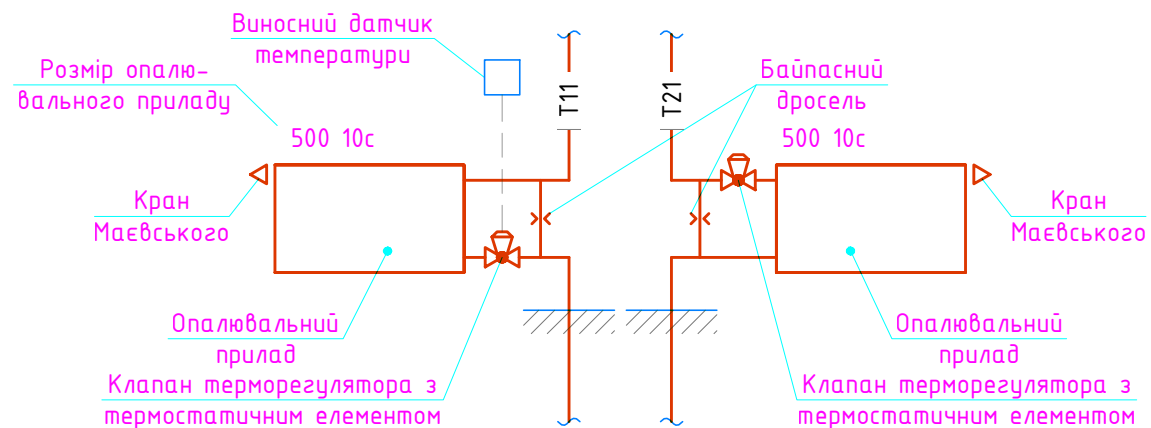 Виносний датчик
температури
Розмір опалю-
вального приладу
500 10с
Т11
Т21
Байпасний
дросель
500 10с
Кран
Маєвського
Кран
Маєвського
Опалювальний
прилад
Опалювальний
прилад
Клапан терморегулятора з
термостатичним елементом
Клапан терморегулятора з
термостатичним елементом